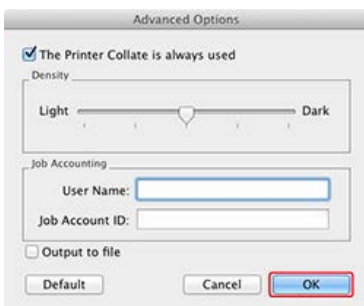 Advanced Options
The Printer Collate is always used
Density
Light Dark
Job Accounting
User Name:
Job Account ID:
Output to file
Default Cancel OK